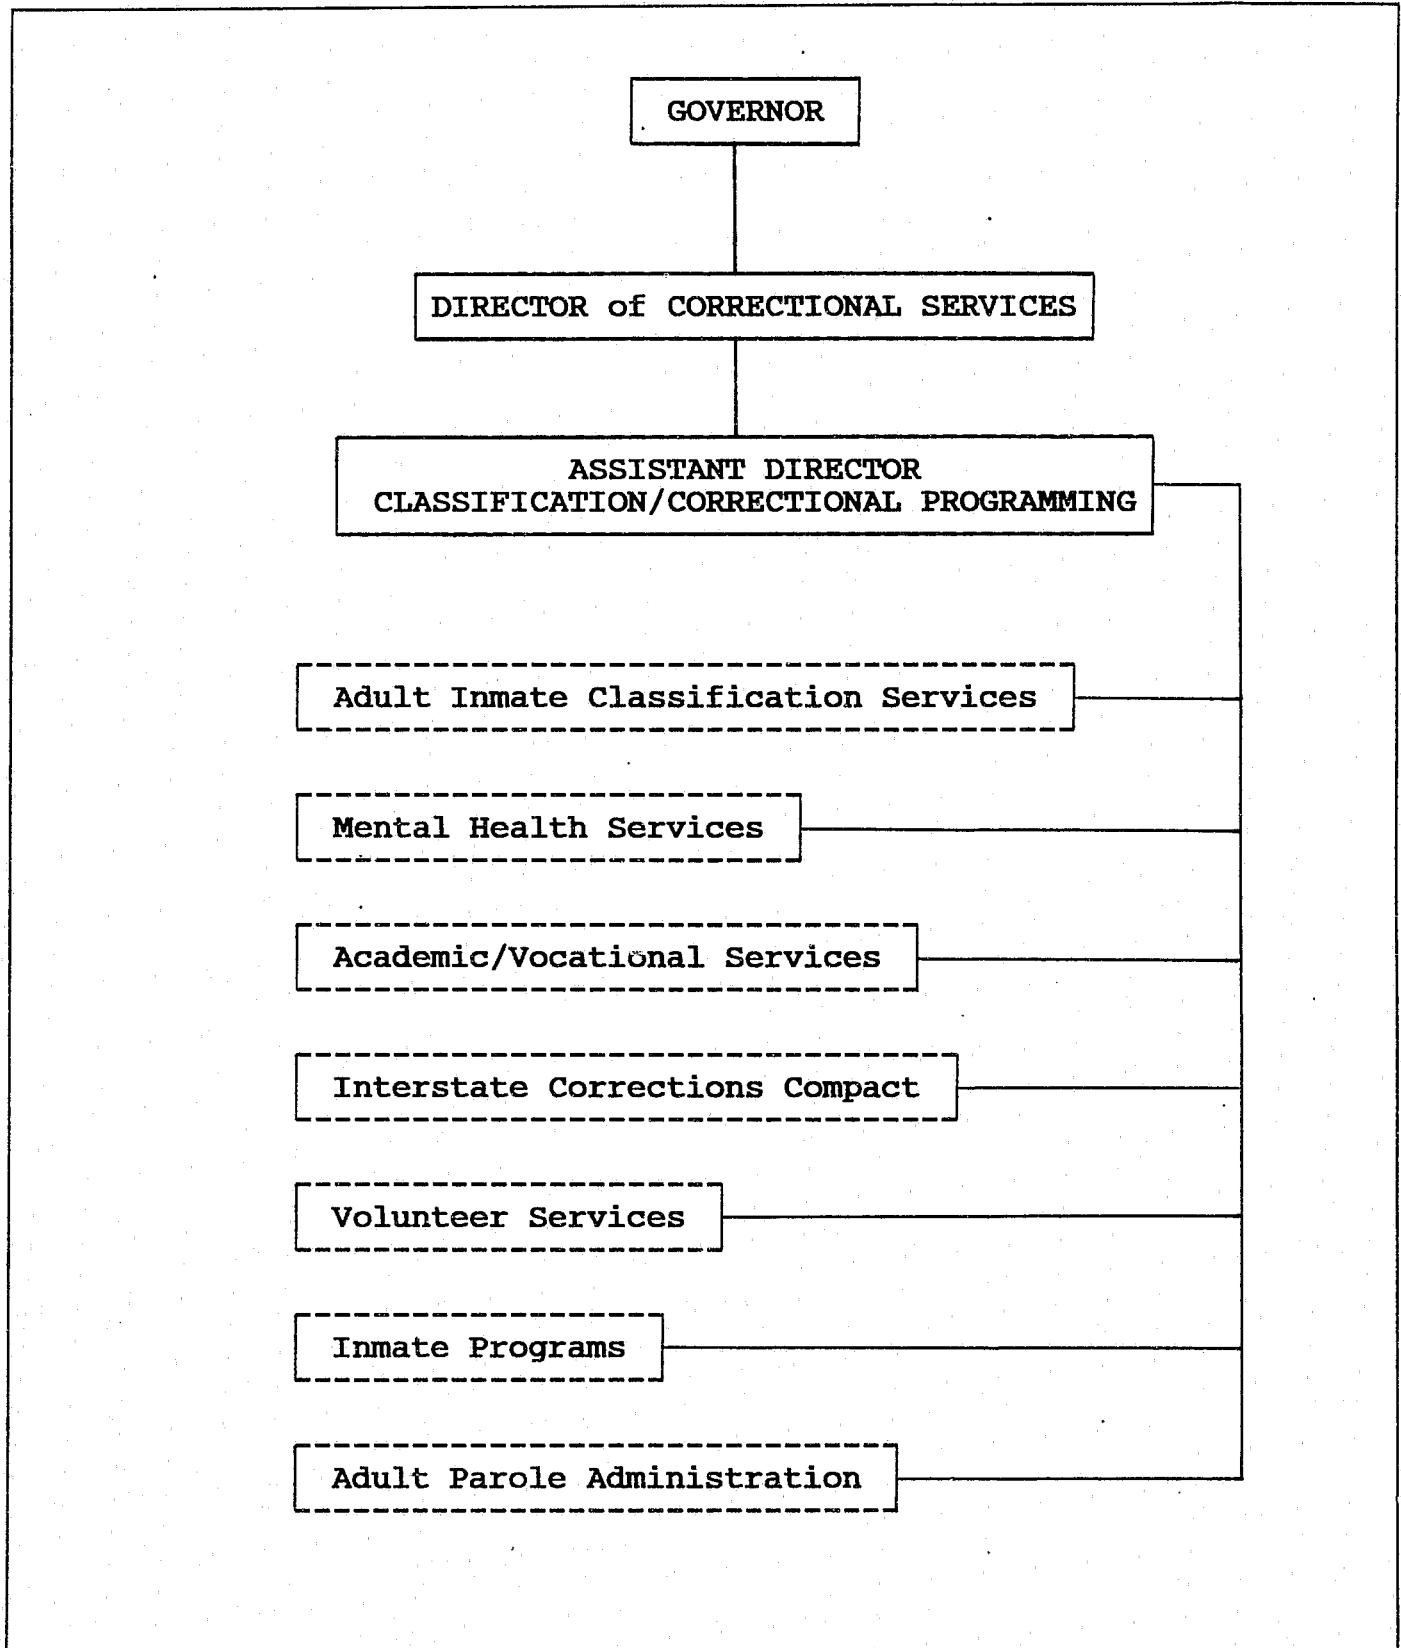 GOVERNOR
DIRECTOR of CORRECTIONAL SERVICES
ASSISTANT DIRECTOR
CLASSIFICATION/CORRECTIONAL PROGRAMMING
Adult Inmate Classification Services
Mental Health Services
Academic/Vocational Services
Interstate Corrections Compact
Volunteer Services
Inmate Programs
Adult Parole Administration